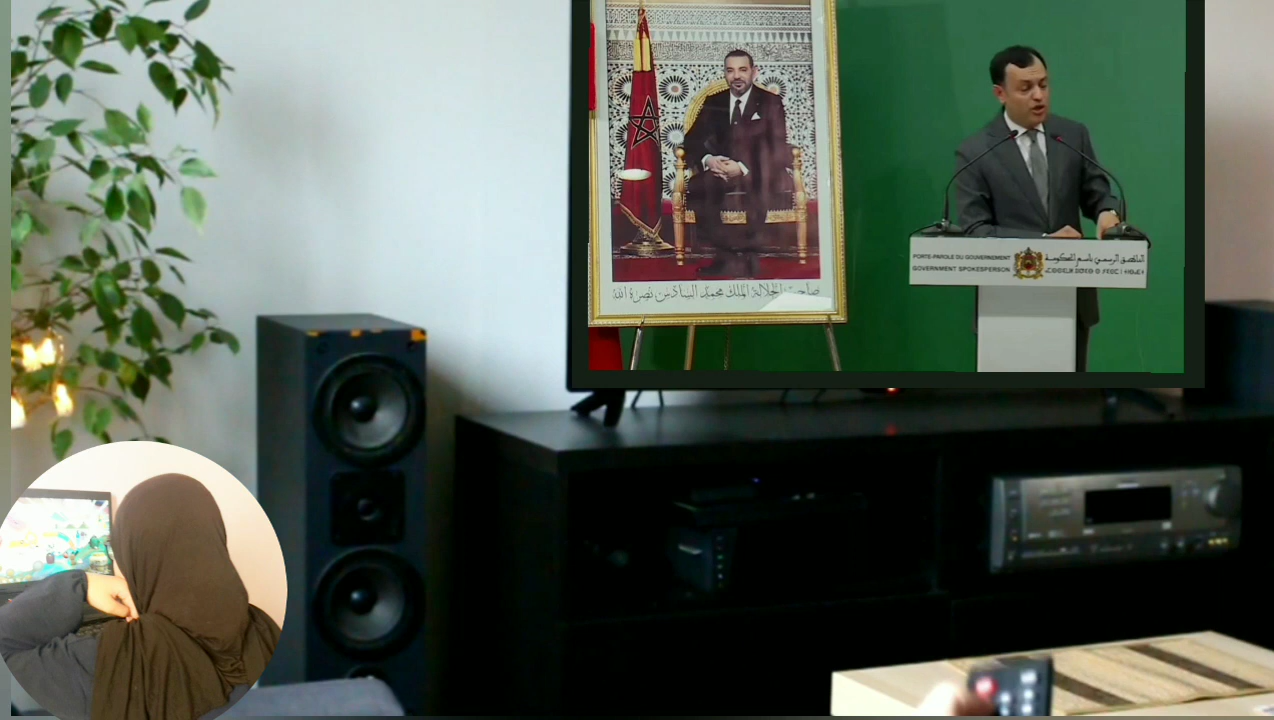 صاحب الجلالة الملك محمد السادس نصره الله
PORTE-PAROLE DU GOUVERNEMENT
GOVERNMENT SPOKESPERSON
الناطق الرسمي باسم الحكومة